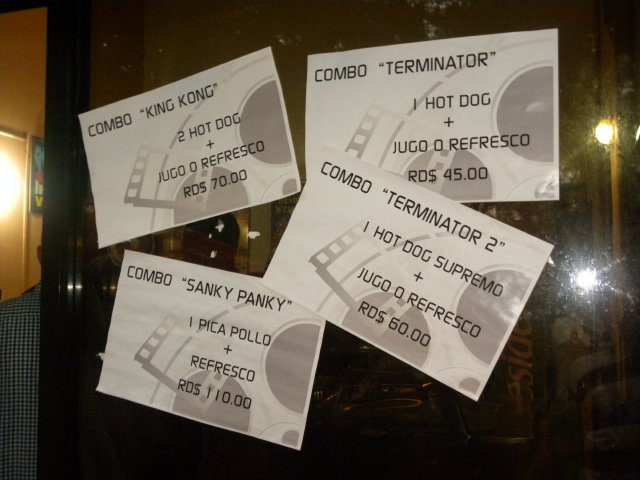 COMBO "KING KONG"
2 HOT DOG
+
JUGO O REFRESCO
RD$ 70.00
COMBO "TERMINATOR"
1 HOT DOG
+
JUGO O REFRESCO
RD$ 45.00
COMBO "TERMINATOR 2"
1 HOT DOG SUPREMO
+
JUGO O REFRESCO
RD$ 60.00
COMBO "SANKY PANKY"
1 PICA POLLO
+
REFRESCO
RD$ 110.00